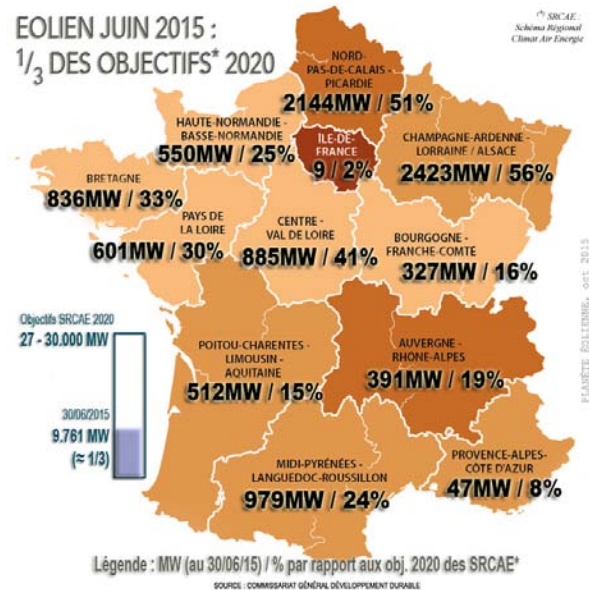 EOLIEN JUIN 2015 :
1/3 DES OBJECTIFS* 2020
(*) SRCAE :
Schéma Régional
Climat Air Energie
NORD-
PAS-DE-CALAIS -
PICARDIE
2144MW / 51%
HAUTE-NORMANDIE -
BASSE-NORMANDIE
550MW / 25%
ÎLE-DE-
FRANCE
9 / 2%
CHAMPAGNE-ARDENNE -
LORRAINE / ALSACE
2423MW / 56%
BRETAGNE
836MW / 33%
PAYS DE
LA LOIRE
601MW / 30%
CENTRE -
VAL DE LOIRE
885MW / 41%
BOURGOGNE -
FRANCHE-COMTÉ
327MW / 16%
Objectifs SRCAE 2020
27 - 30.000 MW
30/06/2015
9.761 MW
(≈ 1/3)
POITOU-CHARENTES -
LIMOUSIN -
AQUITAINE
512MW / 15%
AUVERGNE -
RHÔNE-ALPES
391MW / 19%
MIDI-PYRÉNÉES -
LANGUEDOC-ROUSSILLON
979MW / 24%
PROVENCE-ALPES-
CÔTE D'AZUR
47MW / 8%
PLANÈTE ÉOLIENNE, oct 2015
Légende : MW (au 30/06/15) / % par rapport aux obj. 2020 des SRCAE*
SOURCE : COMMISSARIAT GÉNÉRAL DÉVELOPPEMENT DURABLE